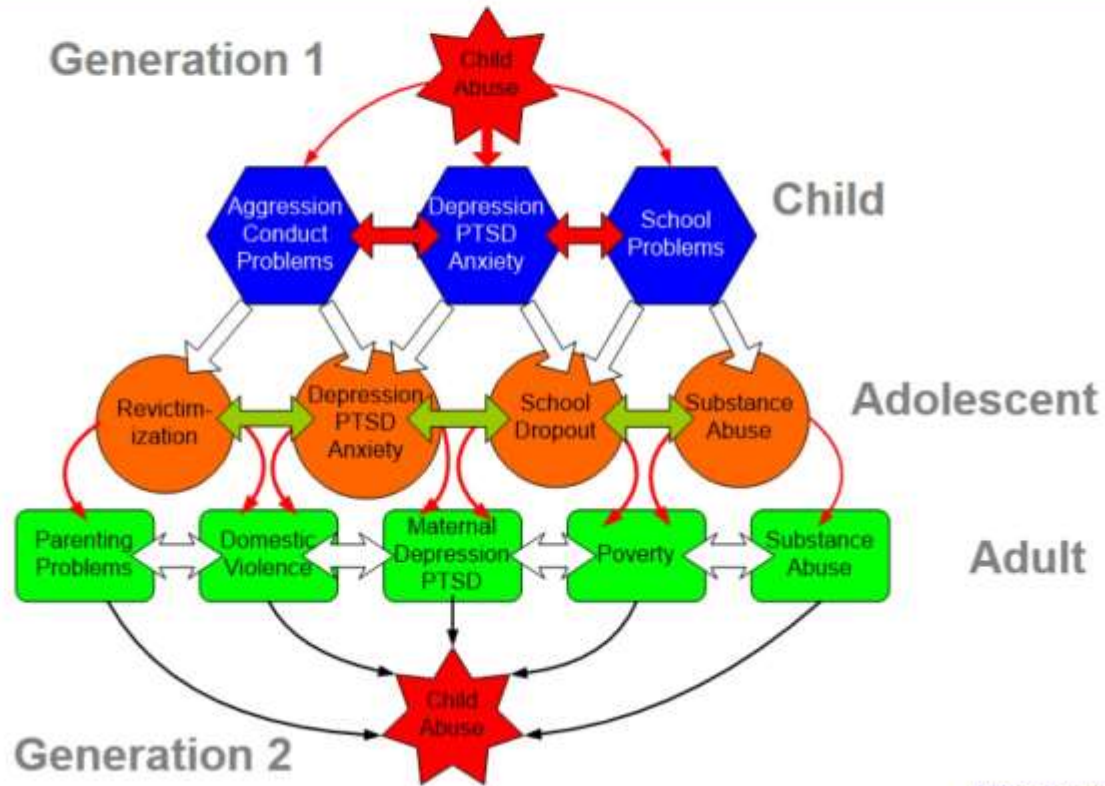 Generation 1
Child
Abuse
Child
Aggression
Conduct
Problems
Depression
PTSD
Anxiety
School
Problems
Adolescent
Revictim-
ization
Depression
PTSD
Anxiety
School
Dropout
Substance
Abuse
Adult
Parenting
Problems
Domestic
Violence
Maternal
Depression
PTSD
Poverty
Substance
Abuse
Child
Abuse
Generation 2